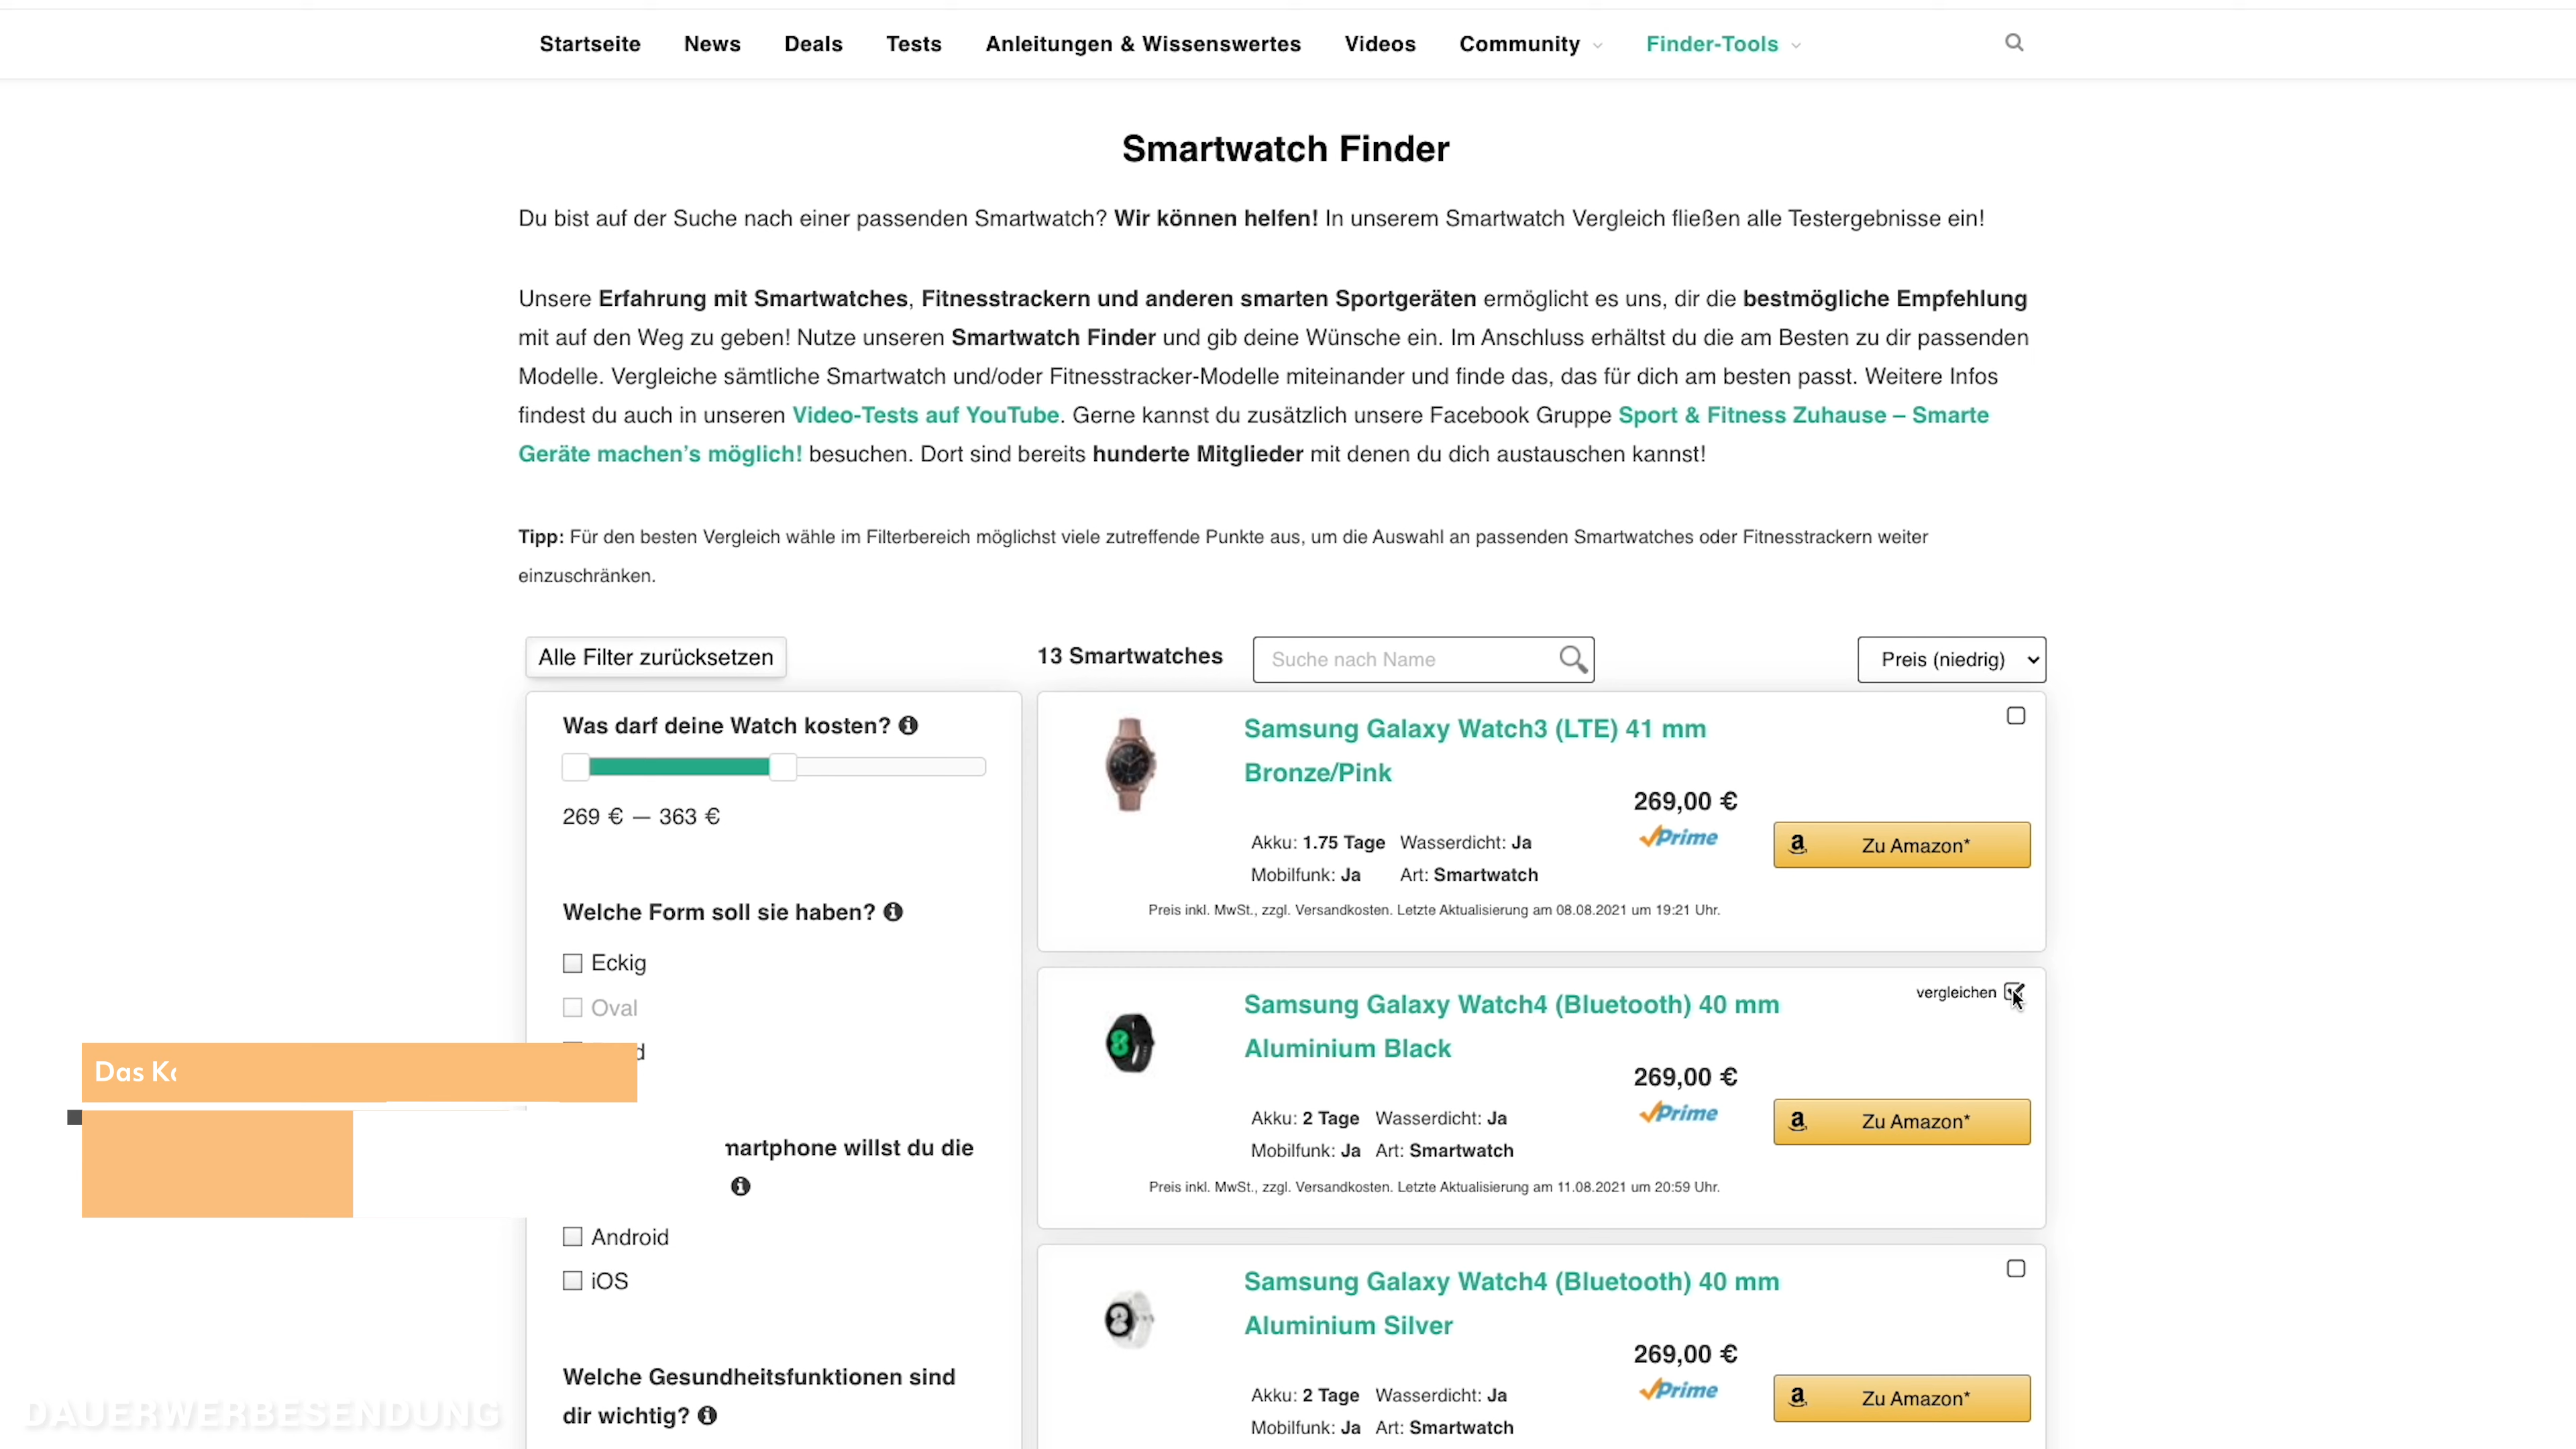 Startseite News Deals Tests Anleitungen & Wissenswertes Videos Community Finder-Tools
Smartwatch Finder
Du bist auf der Suche nach einer passenden Smartwatch? Wir können helfen! In unserem Smartwatch Vergleich fließen alle Testergebnisse ein!
Unsere Erfahrung mit Smartwatches, Fitnesstrackern und anderen smarten Sportgeräten ermöglicht es uns, dir die bestmögliche Empfehlung
mit auf den Weg zu geben! Nutze unseren Smartwatch Finder und gib deine Wünsche ein. Im Anschluss erhältst du die am Besten zu dir passenden
Modelle. Vergleiche sämtliche Smartwatch und/oder Fitnesstracker-Modelle miteinander und finde das, das für dich am besten passt. Weitere Infos
findest du auch in unseren Video-Tests auf YouTube. Gerne kannst du zusätzlich unsere Facebook Gruppe Sport & Fitness Zuhause – Smarte
Geräte machen’s möglich! besuchen. Dort sind bereits hunderte Mitglieder mit denen du dich austauschen kannst!
Tipp: Für den besten Vergleich wähle im Filterbereich möglichst viele zutreffende Punkte aus, um die Auswahl an passenden Smartwatches oder Fitnesstrackern weiter
einzuschränken.
Alle Filter zurücksetzen
13 Smartwatches
Suche nach Name
Preis (niedrig)
Was darf deine Watch kosten?
269 € — 363 €
Welche Form soll sie haben?
Eckig
Oval
Das
martphone willst du die
Android
iOS
Welche Gesundheitsfunktionen sind
dir wichtig?
Samsung Galaxy Watch3 (LTE) 41 mm
Bronze/Pink
269,00 €
Prime
Akku: 1.75 Tage Wasserdicht: Ja
Mobilfunk: Ja Art: Smartwatch
Zu Amazon*
Preis inkl. MwSt., zzgl. Versandkosten. Letzte Aktualisierung am 08.08.2021 um 19:21 Uhr.
vergleichen
Samsung Galaxy Watch4 (Bluetooth) 40 mm
Aluminium Black
269,00 €
Prime
Akku: 2 Tage Wasserdicht: Ja
Mobilfunk: Ja Art: Smartwatch
Zu Amazon*
Preis inkl. MwSt., zzgl. Versandkosten. Letzte Aktualisierung am 11.08.2021 um 20:59 Uhr.
Samsung Galaxy Watch4 (Bluetooth) 40 mm
Aluminium Silver
269,00 €
Prime
Akku: 2 Tage Wasserdicht: Ja
Mobilfunk: Ja Art: Smartwatch
Zu Amazon*
DAUERWERBESENDUNG